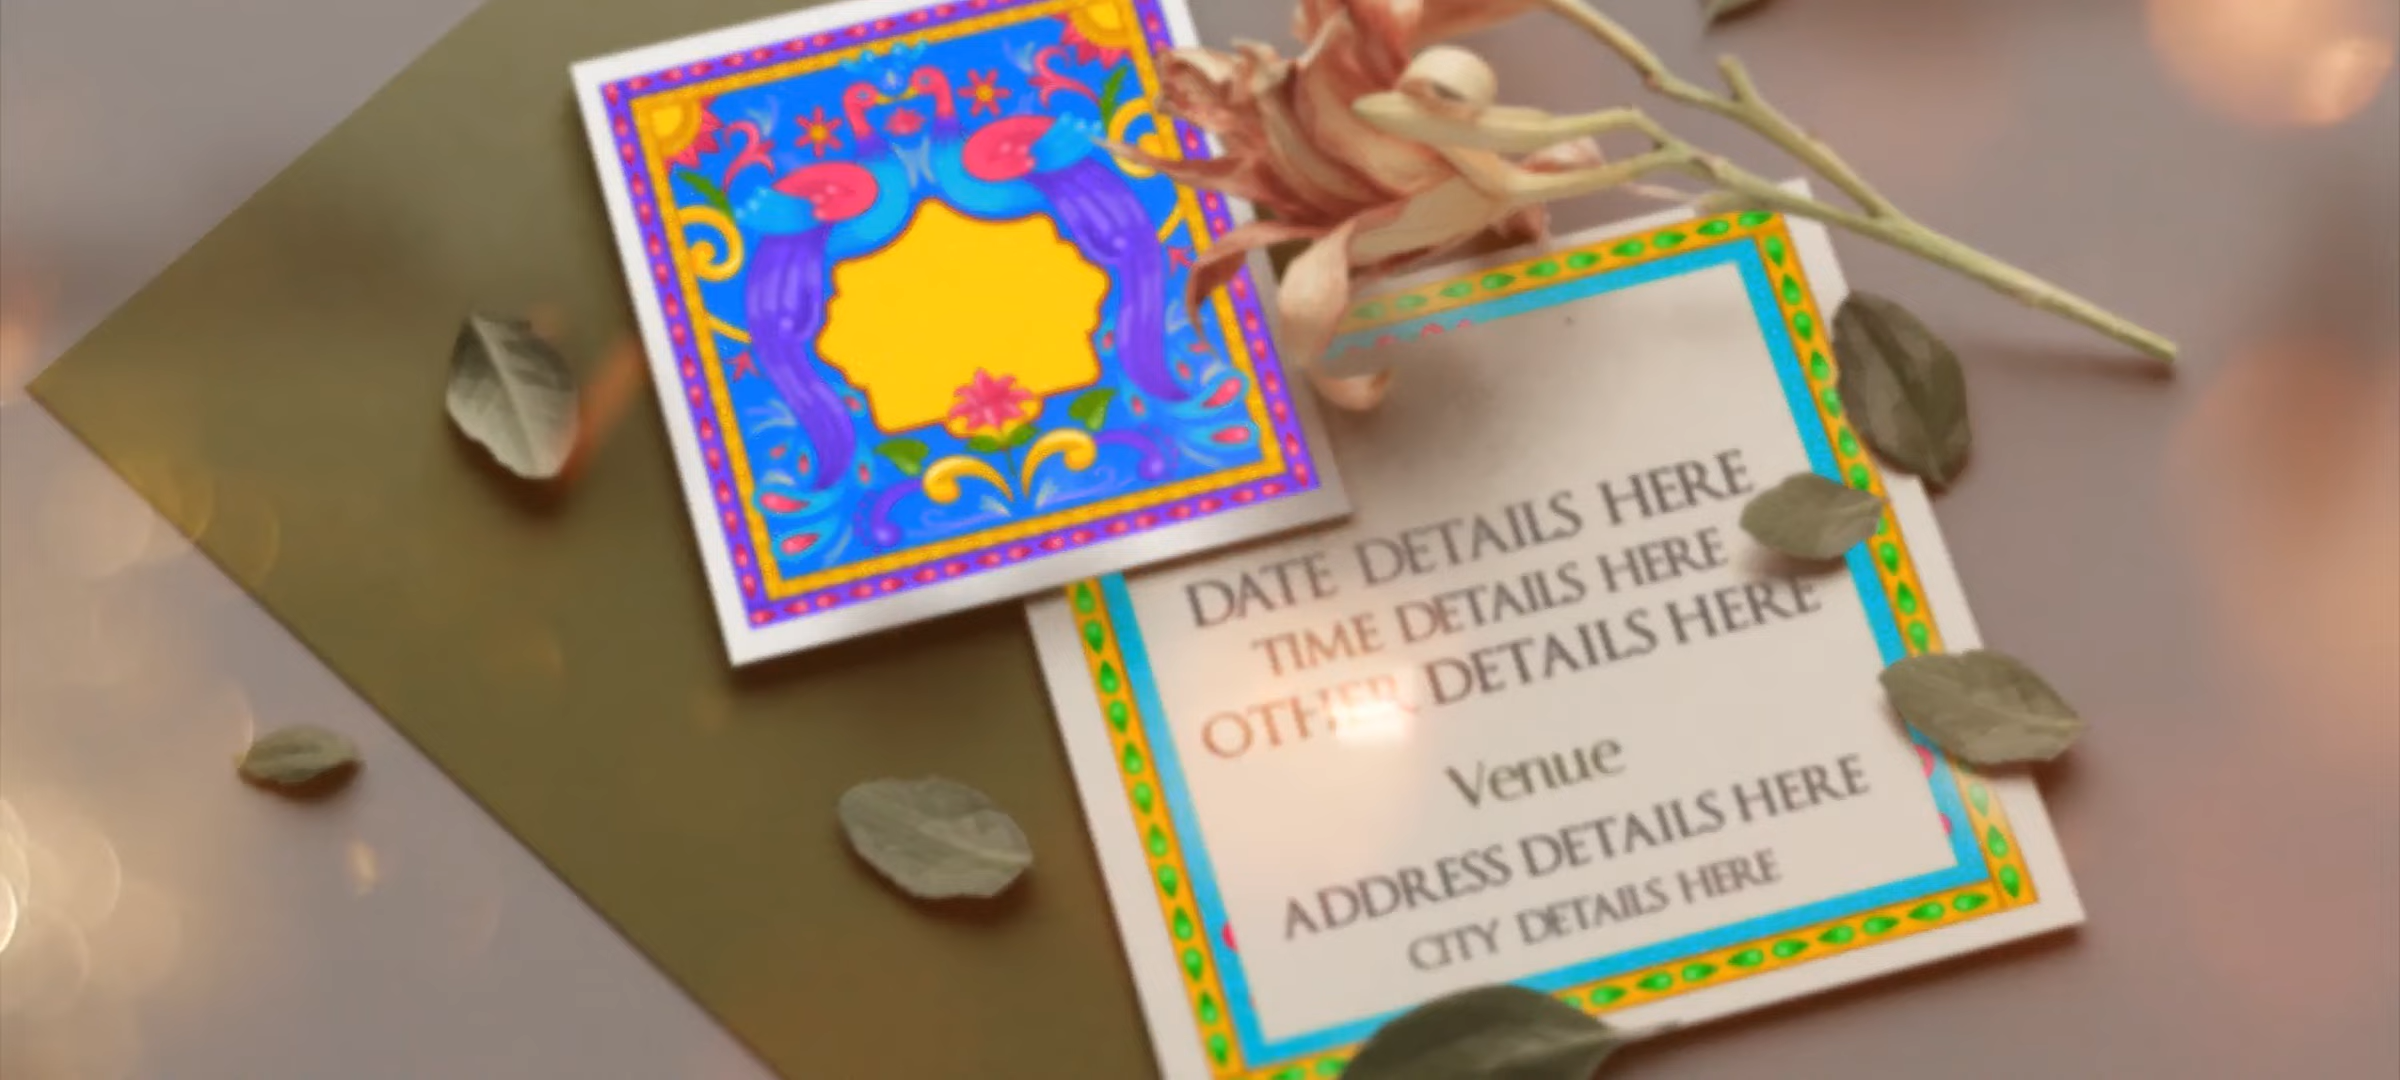 DATE DETAILS HERE
TIME DETAILS HERE
OTHER DETAILS HERE
Venue
ADDRESS DETAILS HERE
CITY DETAILS HERE